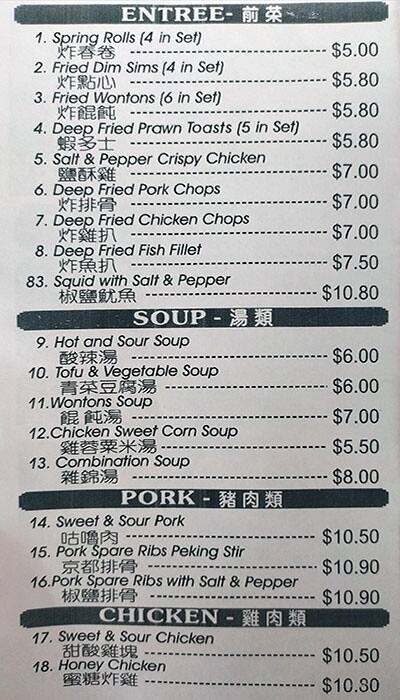 ENTREE- 前菜
1. Spring Rolls (4 in Set)
炸春卷 $5.00
2. Fried Dim Sims (4 in Set)
炸點心 $5.80
3. Fried Wontons (6 in Set)
炸餛飩 $5.80
4. Deep Fried Prawn Toasts (5 in Set)
蝦多士 $5.80
5. Salt & Pepper Crispy Chicken
鹽酥雞 $7.00
6. Deep Fried Pork Chops
炸排骨 $7.00
7. Deep Fried Chicken Chops
炸雞扒 $7.00
8. Deep Fried Fish Fillet
炸魚扒 $7.50
83. Squid with Salt & Pepper
椒鹽魷魚 $10.80
SOUP - 湯類
9. Hot and Sour Soup
酸辣湯 $6.00
10. Tofu & Vegetable Soup
青菜豆腐湯 $6.00
11.Wontons Soup
餛飩湯 $7.00
12.Chicken Sweet Corn Soup
雞蓉粟米湯 $5.50
13. Combination Soup
雜錦湯 $8.00
PORK - 豬肉類
14. Sweet & Sour Pork
咕嚕肉 $10.50
15. Pork Spare Ribs Peking Stir
京都排骨 $10.90
16.Pork Spare Ribs with Salt & Pepper
椒鹽排骨 $10.90
CHICKEN - 雞肉類
17. Sweet & Sour Chicken
甜酸雞塊 $10.50
18. Honey Chicken
蜜糖炸雞 $10.30